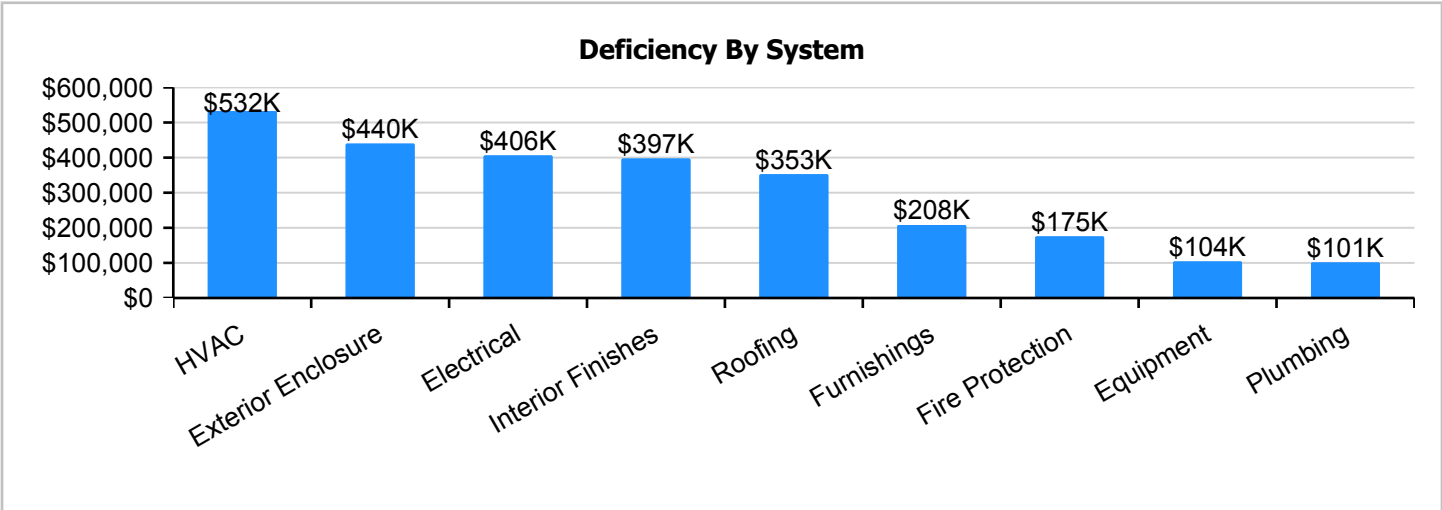 Deficiency By System
$600,000
$500,000
$400,000
$300,000
$200,000
$100,000
$0
$532K
$440K
$406K
$397K
$353K
$208K
$175K
$104K
$101K
HVAC
Exterior Enclosure
Electrical
Interior Finishes
Roofing
Furnishings
Fire Protection
Equipment
Plumbing